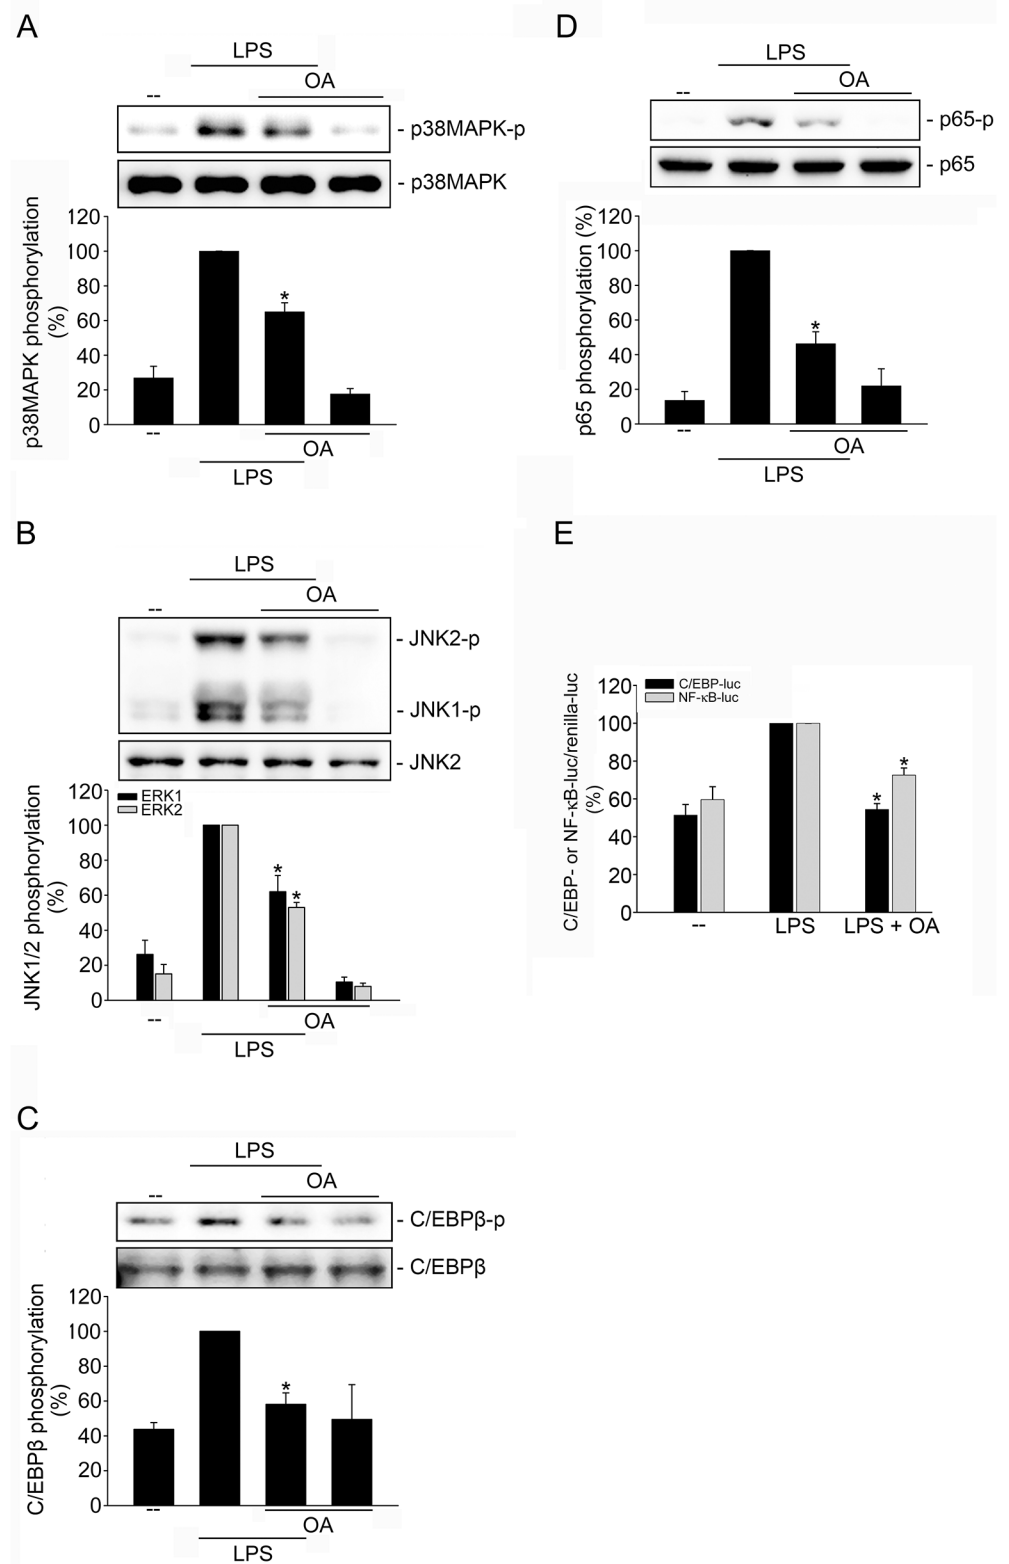 A
LPS
OA
--
- p38MAPK-p
- p38MAPK
p38MAPK phosphorylation
(%)
120
100
80
60
40
20
0
*
--
OA
LPS
B
LPS
OA
--
- JNK2-p
- JNK1-p
- JNK2
JNK1/2 phosphorylation
(%)
120
100
80
60
40
20
0
ERK1
ERK2
*
*
--
OA
LPS
C
LPS
OA
--
- C/EBPβ-p
- C/EBPβ
C/EBPβ phosphorylation
(%)
120
100
80
60
40
20
0
*
--
OA
LPS
D
LPS
OA
--
- p65-p
- p65
p65 phosphorylation (%)
120
100
80
60
40
20
0
*
--
OA
LPS
E
C/EBP- or NF-κB-luc/renilla-luc
(%)
120
100
80
60
40
20
0
C/EBP-luc
NF-κB-luc
*
*
--
LPS
LPS + OA